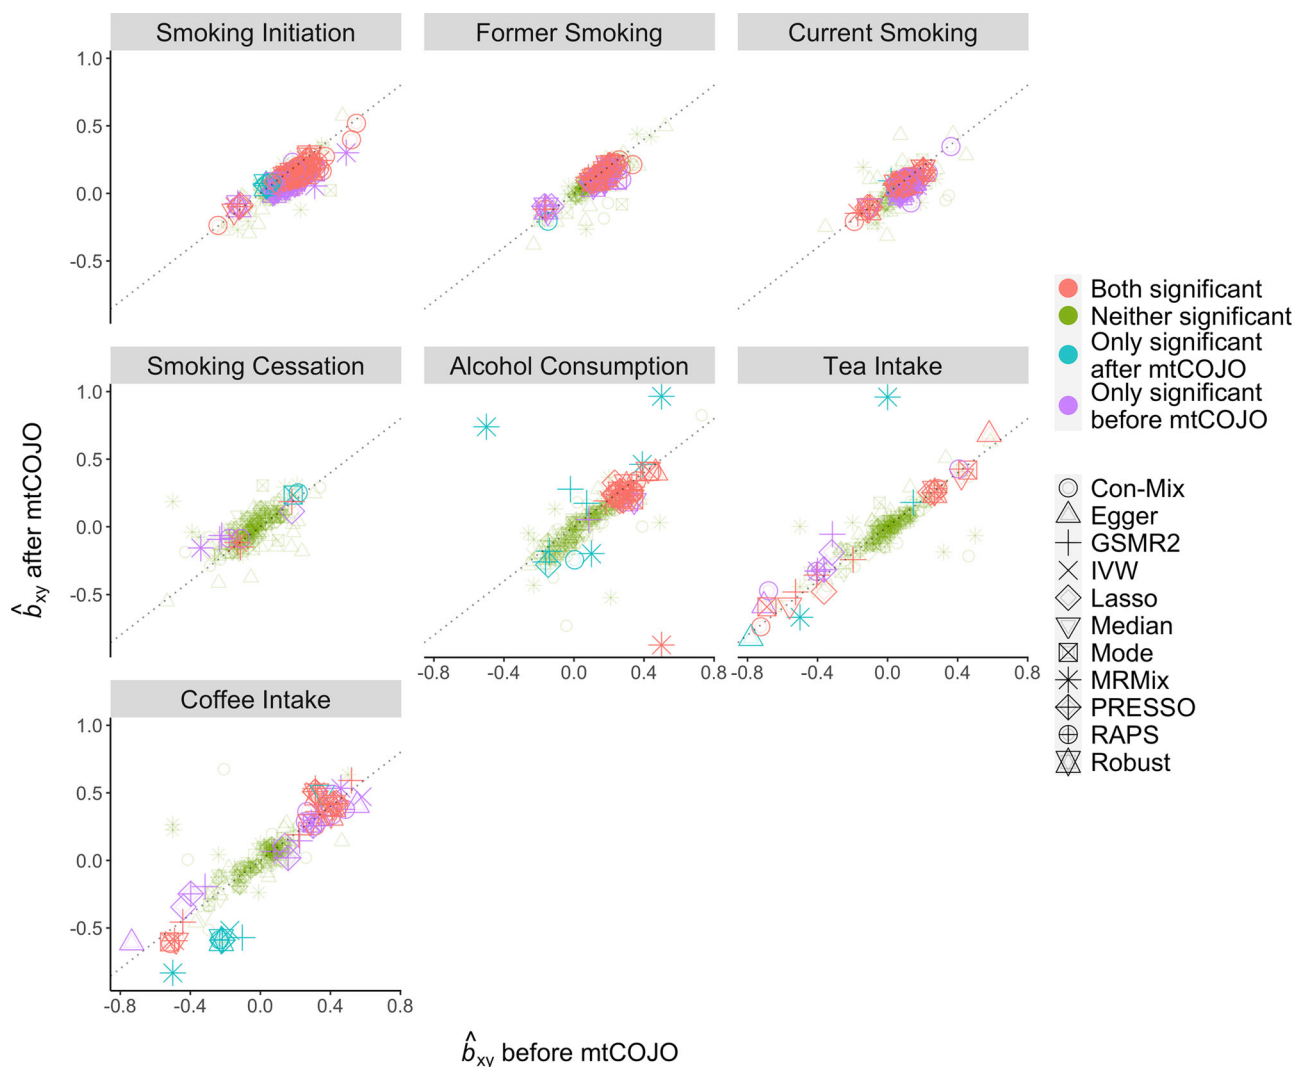 Smoking Initiation
Former Smoking
Current Smoking
1.0
0.5
0.0
-0.5
Smoking Cessation
Alcohol Consumption
Tea Intake
1.0
0.5
0.0
-0.5
-0.8 -0.4 0.0 0.4 0.8
-0.8 -0.4 0.0 0.4 0.8
Coffee Intake
1.0
0.5
0.0
-0.5
-0.8 -0.4 0.0 0.4 0.8
b̂xy after mtCOJO
b̂xy before mtCOJO
Both significant
Neither significant
Only significant
after mtCOJO
Only significant
before mtCOJO
Con-Mix
Egger
GSMR2
IVW
Lasso
Median
Mode
MRMix
PRESSO
RAPS
Robust